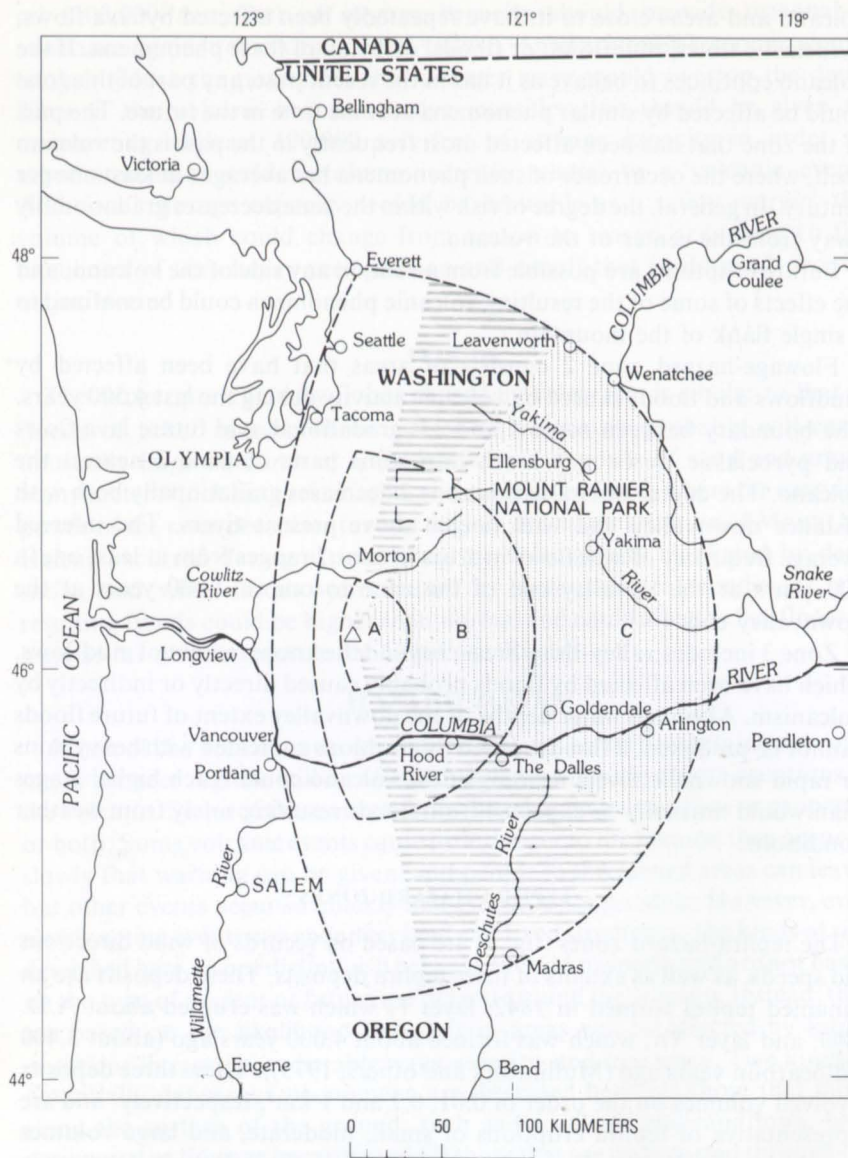 123°
121°
119°
CANADA
UNITED STATES
Bellingham
Victoria
48°
Everett
COLUMBIA
RIVER
Grand
Coulee
Seattle
Leavenworth
WASHINGTON
Wenatchee
Tacoma
Yakima
OLYMPIA
Ellensburg
MOUNT RAINIER
NATIONAL PARK
Morton
Yakima
River
Cowlitz
River
Snake
River
PACIFIC OCEAN
B
C
46°
Longview
RIVER
Goldendale
COLUMBIA
Arlington
Vancouver
Pendleton
Portland
Hood
River
The Dalles
River
SALEM
River
Deschutes
Madras
Willamette
OREGON
Eugene
Bend
44°
0 50 100 KILOMETERS